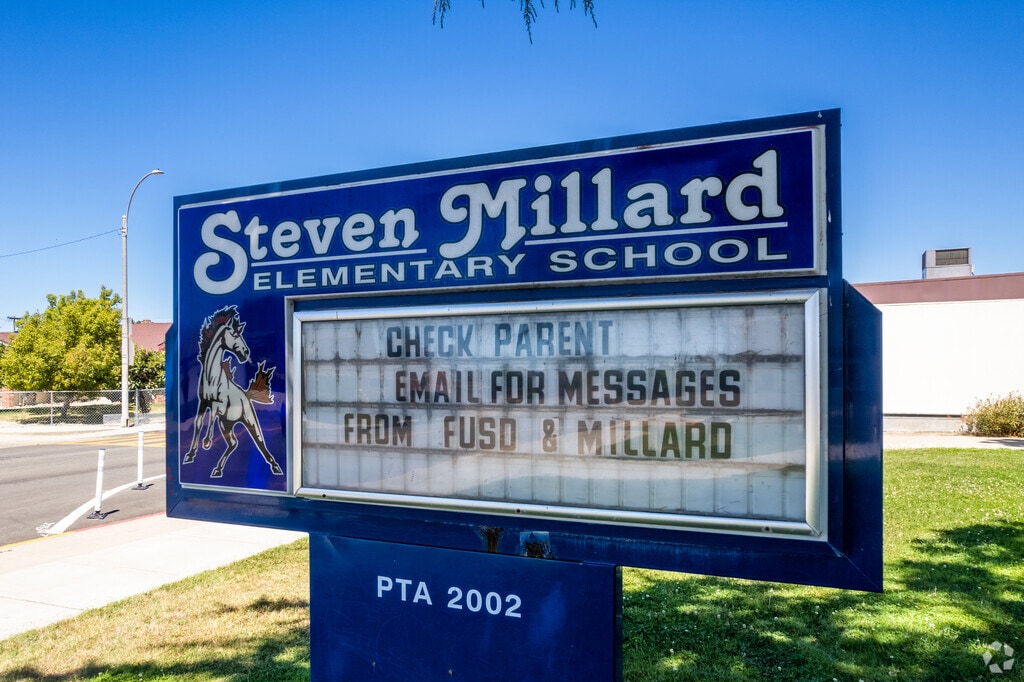 Steven Millard
ELEMENTARY SCHOOL
CHECK PARENT
EMAIL FOR MESSAGES
FROM FUSD & MILLARD
PTA 2002